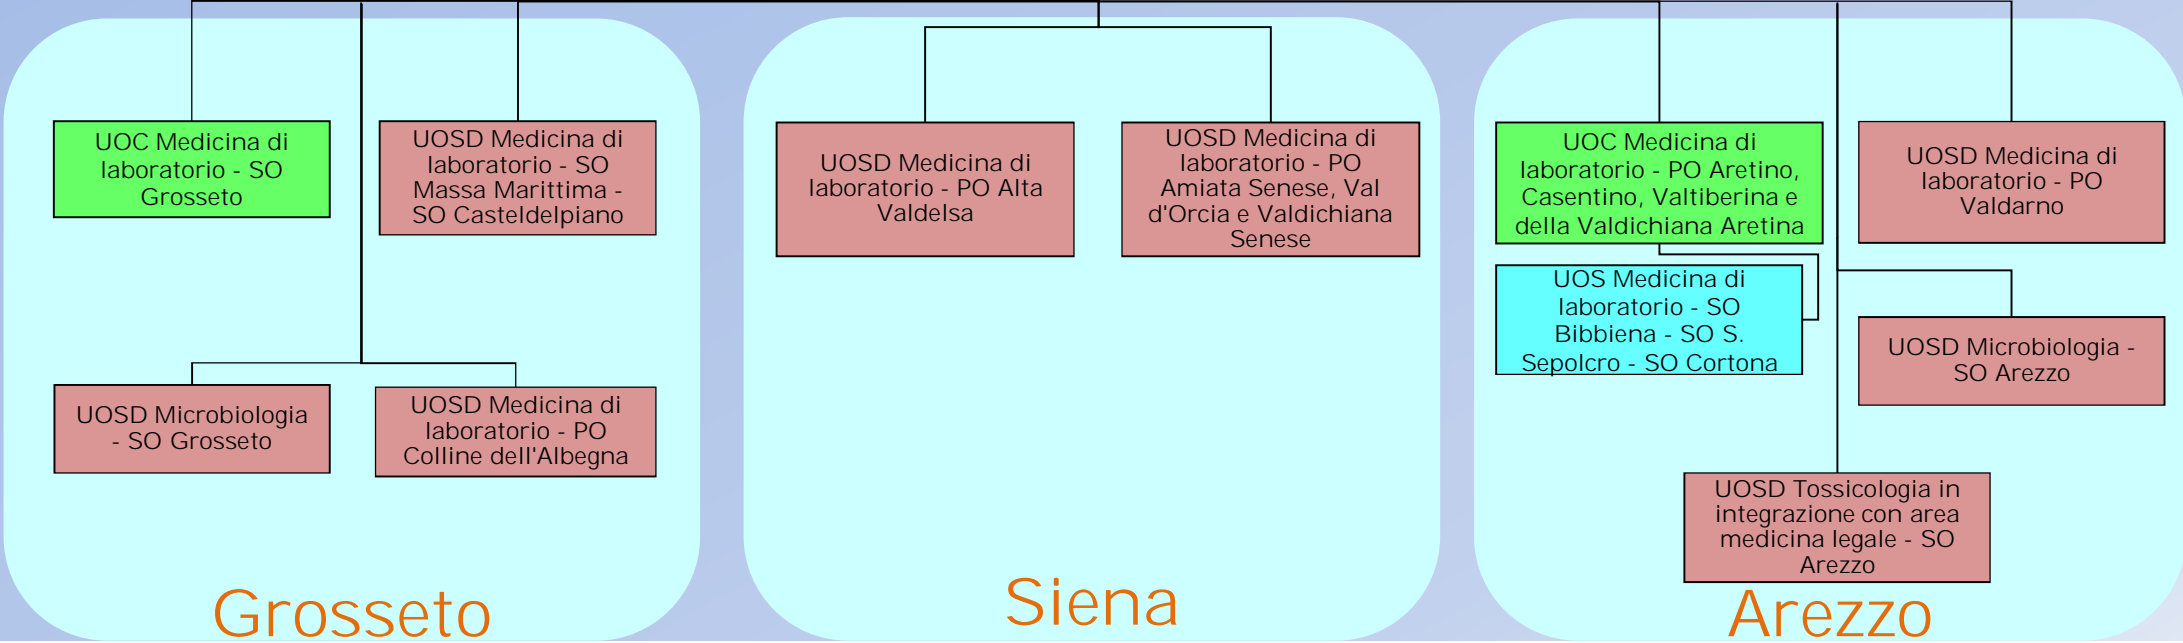 UOC Medicina di
laboratorio - SO
Grosseto
UOSD Medicina di
laboratorio - SO
Massa Marittima -
SO Casteldelpiano
UOSD Microbiologia
- SO Grosseto
UOSD Medicina di
laboratorio - PO
Colline dell'Albegna
Grosseto
UOSD Medicina di
laboratorio - PO Alta
Valdelsa
UOSD Medicina di
laboratorio - PO
Amiata Senese, Val
d'Orcia e Valdichiana
Senese
Siena
UOC Medicina di
laboratorio - PO Aretino,
Casentino, Valtiberina e
della Valdichiana Aretina
UOSD Medicina di
laboratorio - PO
Valdarno
UOS Medicina di
laboratorio - SO
Bibbiena - SO S.
Sepolcro - SO Cortona
UOSD Microbiologia -
SO Arezzo
UOSD Tossicologia in
integrazione con area
medicina legale - SO
Arezzo
Arezzo